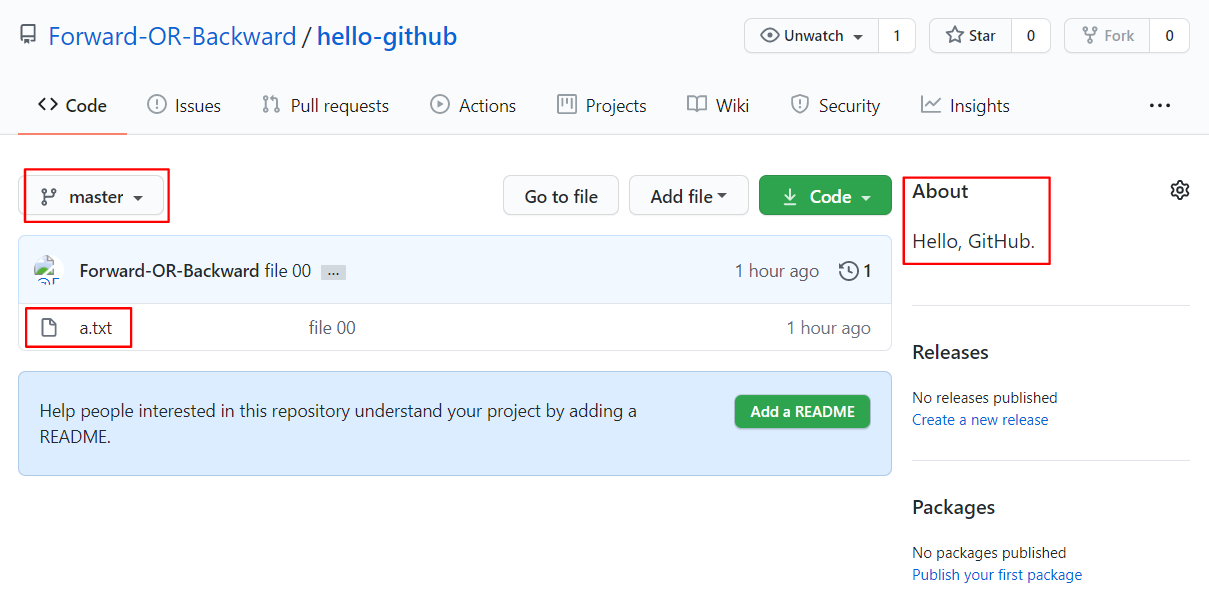 Forward-OR-Backward / hello-github
Unwatch 1 Star 0 Fork 0
Code Issues Pull requests Actions Projects Wiki Security Insights ...
master Go to file Add file Code
Forward-OR-Backward file 00 ... 1 hour ago 1
a.txt file 00 1 hour ago
Help people interested in this repository understand your project by adding a
README.
Add a README
About
Hello, GitHub.
Releases
No releases published
Create a new release
Packages
No packages published
Publish your first package